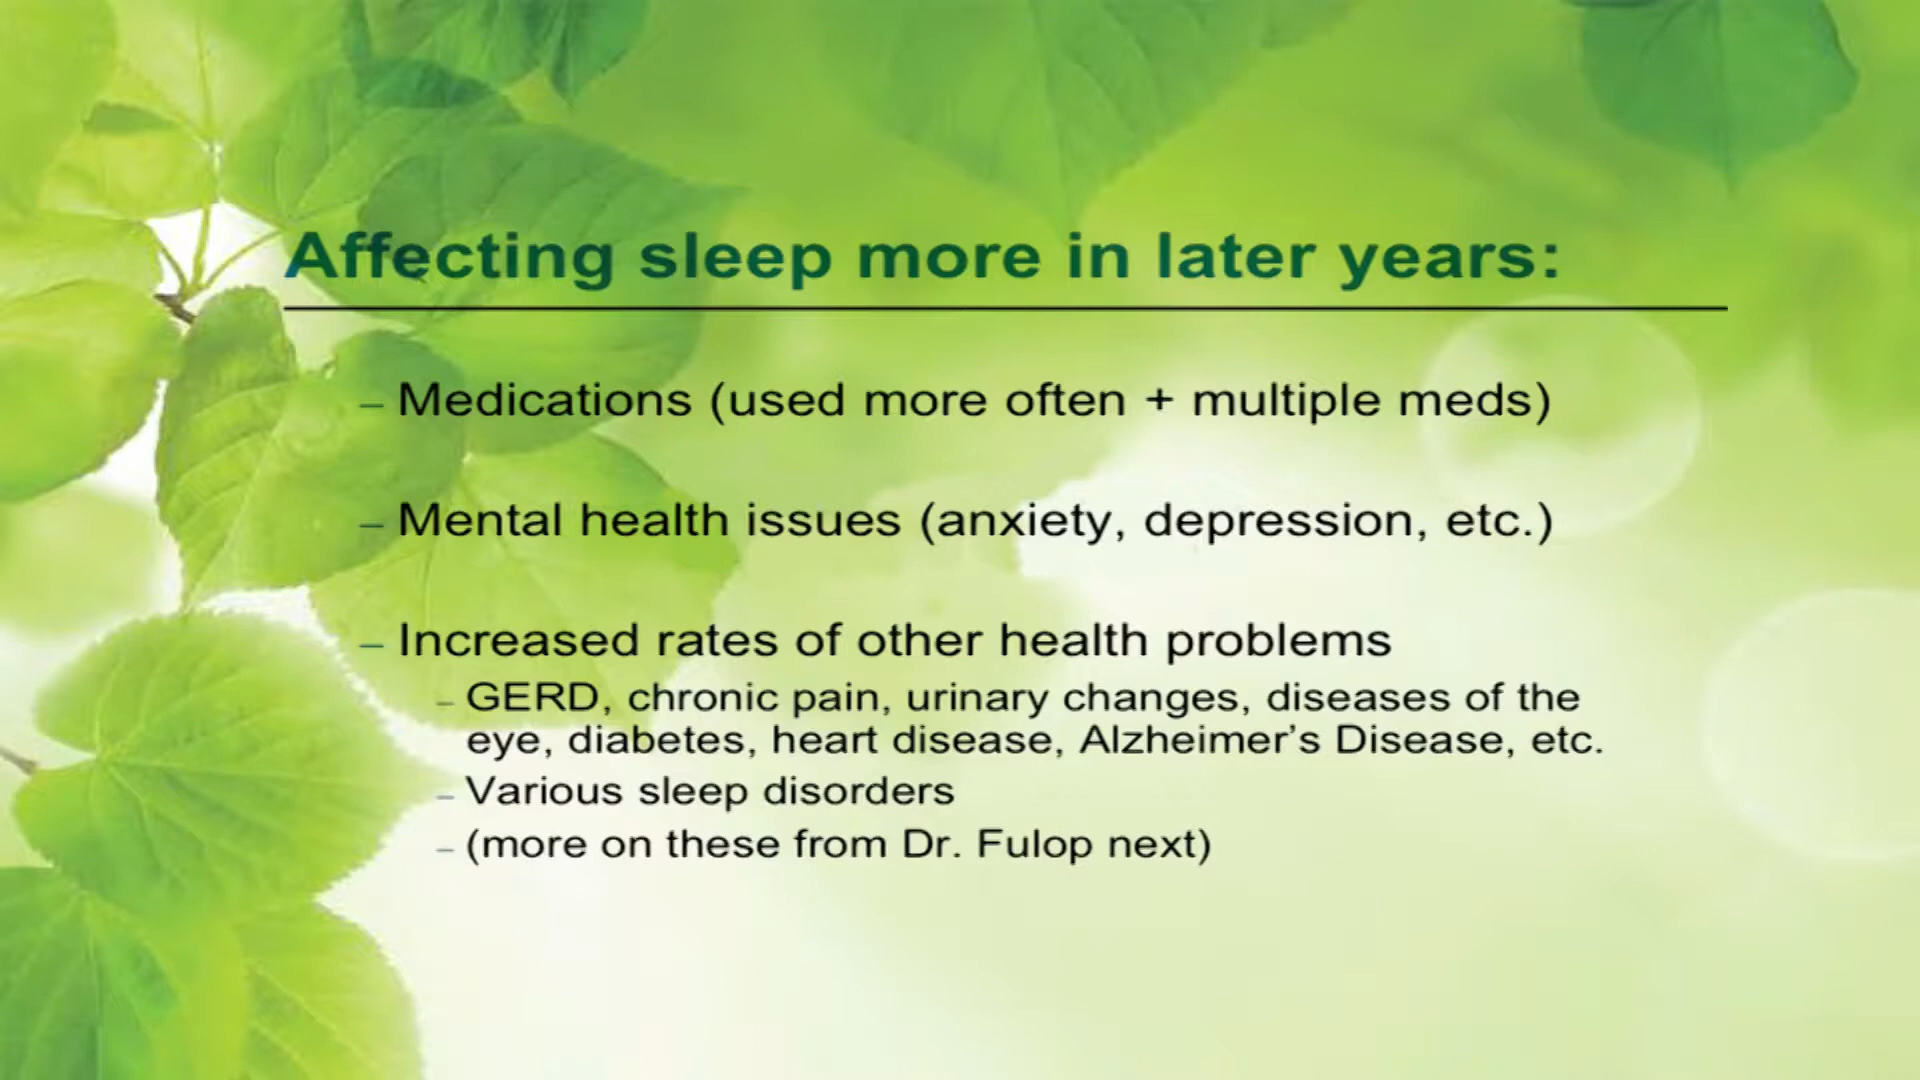 Affecting sleep more in later years:
– Medications (used more often + multiple meds)
– Mental health issues (anxiety, depression, etc.)
– Increased rates of other health problems
– GERD, chronic pain, urinary changes, diseases of the
eye, diabetes, heart disease, Alzheimer’s Disease, etc.
– Various sleep disorders
– (more on these from Dr. Fulop next)